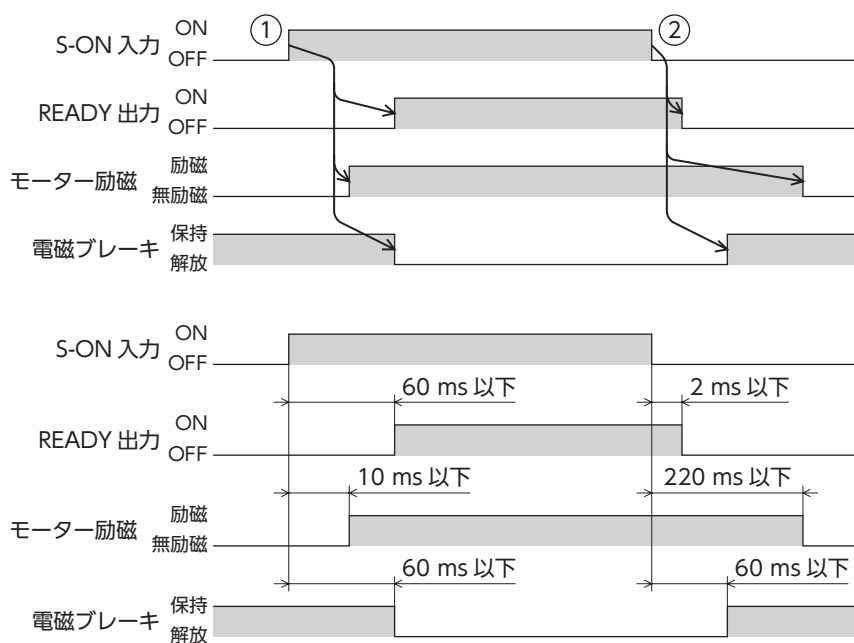 ON
S-ON 入力
OFF
①
②
ON
READY 出力
OFF
励磁
モーター励磁
無励磁
保持
電磁ブレーキ
解放
ON
S-ON 入力
OFF
60 ms 以下
2 ms 以下
ON
READY 出力
OFF
10 ms 以下
220 ms 以下
励磁
モーター励磁
無励磁
60 ms 以下
60 ms 以下
保持
電磁ブレーキ
解放